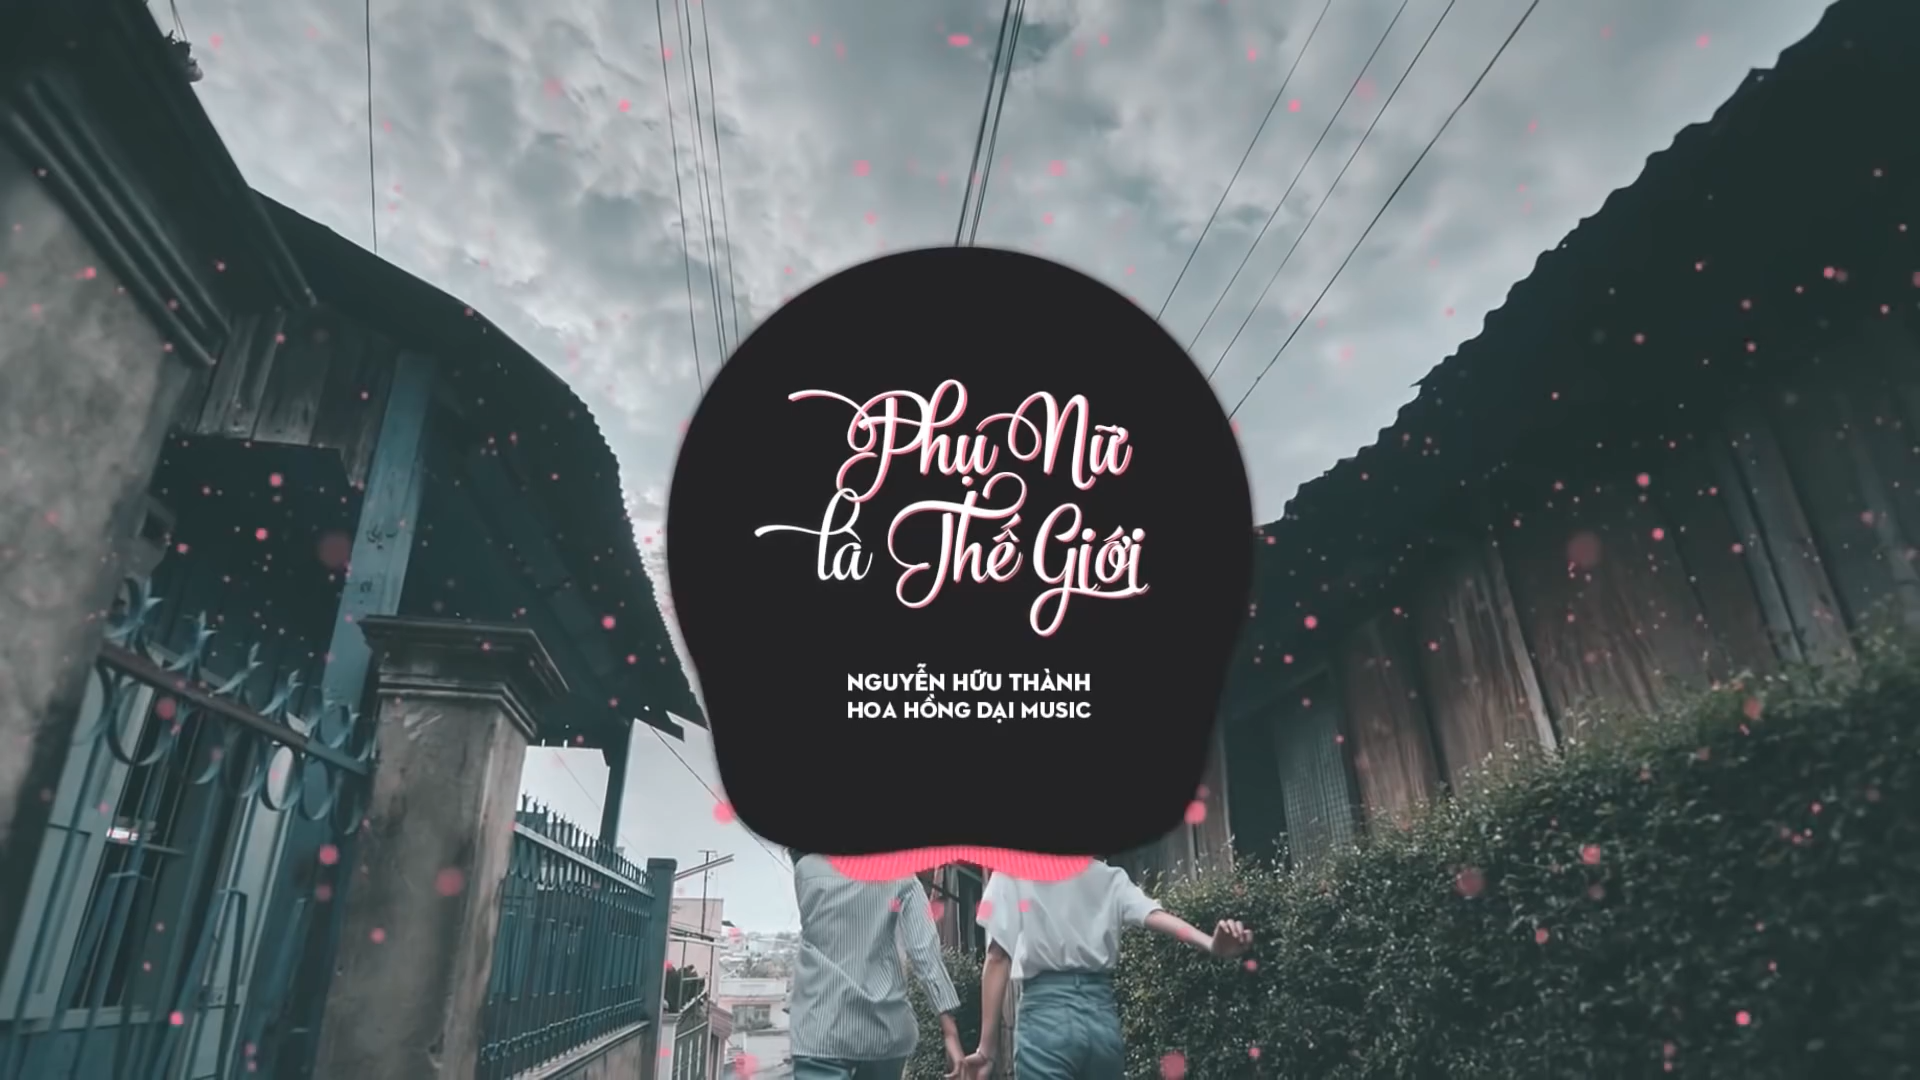 Phụ Nữ
là Thế Giới
NGUYỄN HỮU THÀNH
HOA HỒNG DẠI MUSIC